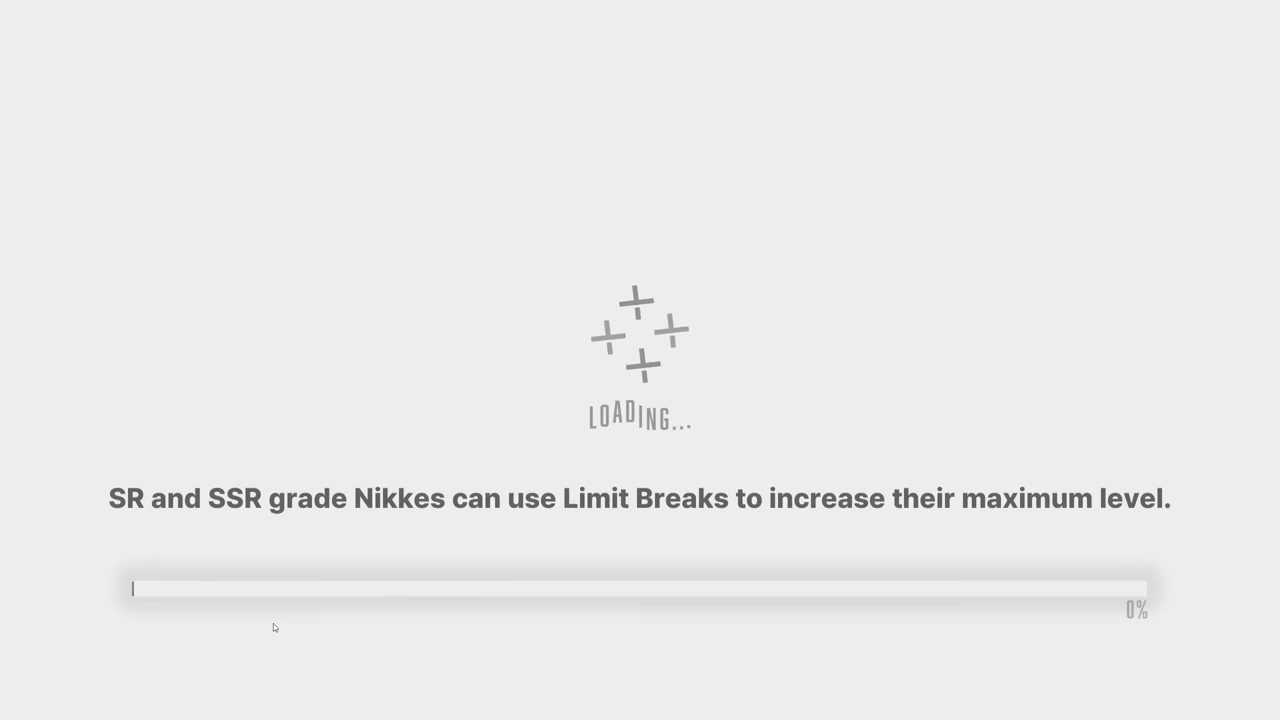 LOADING...
SR and SSR grade Nikkes can use Limit Breaks to increase their maximum level.
0%